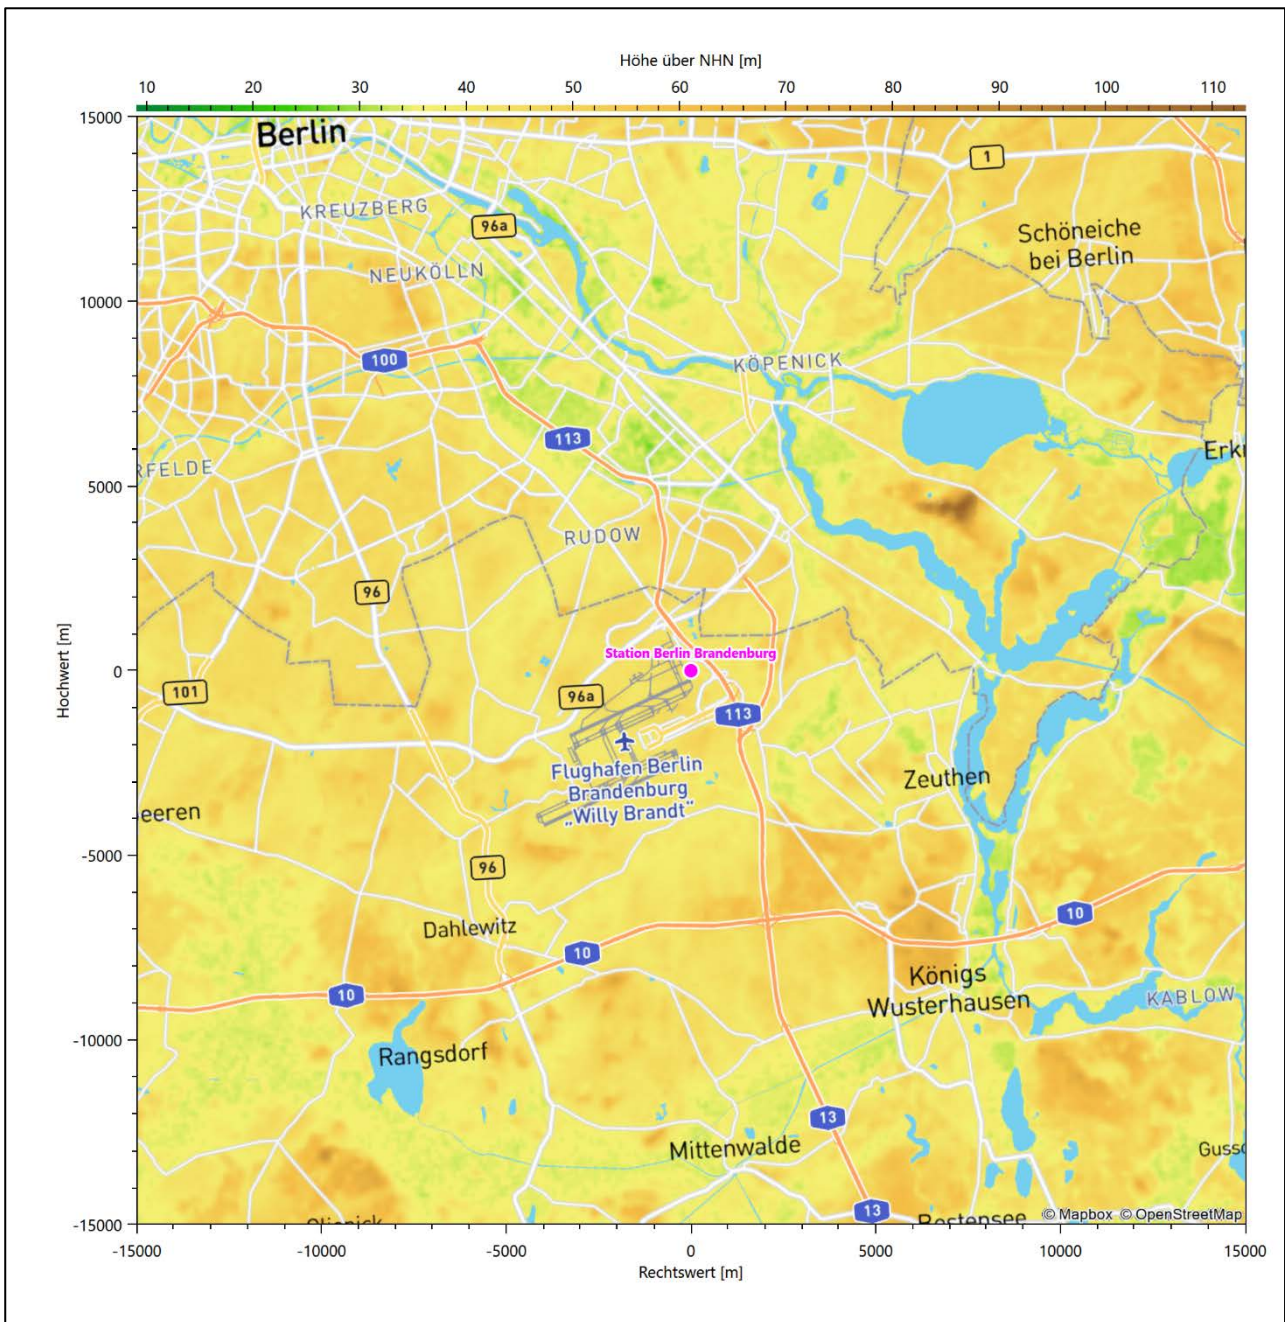 Höhe über NHN [m]
10 20 30 40 50 60 70 80 90 100 110
15000
Berlin
1
KREUZBERG
96a
Schöneiche
bei Berlin
NEUKÖLLN
10000
100
KÖPENICK
113
RFELDE
Erk
5000
RUDOW
96
Hochwert [m]
0
Station Berlin Brandenburg
101
96a
113
Flughafen Berlin
Brandenburg
„Willy Brandt“
Zeuthen
eeren
-5000
96
10
Dahlewitz
10
10
Königs
Wusterhausen
KABLOW
-10000
Rangsdorf
13
Mittenwalde
Guss
13
© Mapbox © OpenStreetMap
-15000
-15000 -10000 -5000 0 5000 10000 15000
Rechtswert [m]